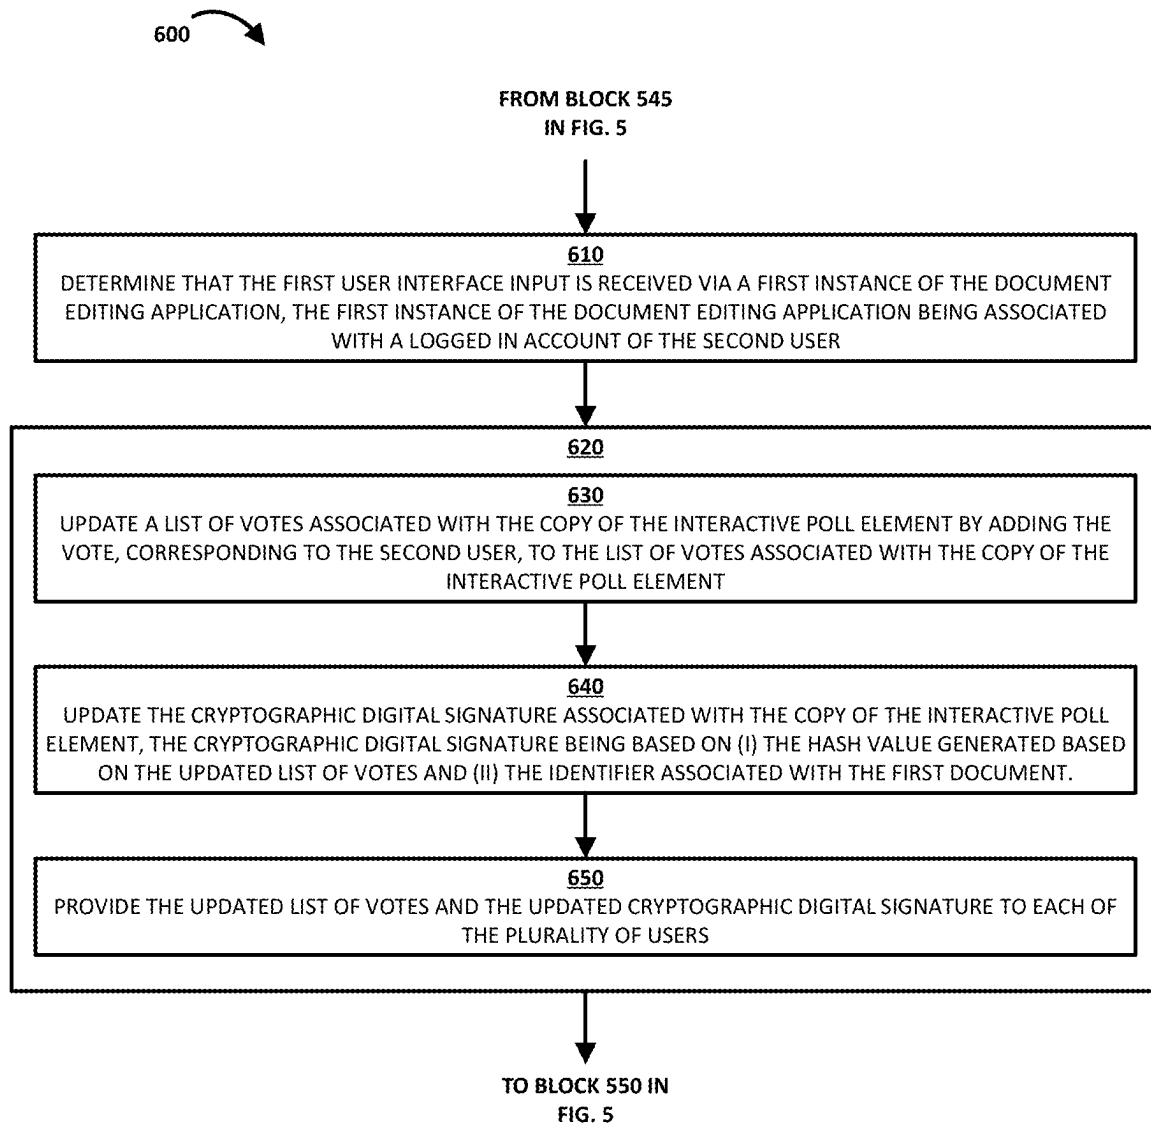 600
FROM BLOCK 545
IN FIG. 5
610
DETERMINE THAT THE FIRST USER INTERFACE INPUT IS RECEIVED VIA A FIRST INSTANCE OF THE DOCUMENT
EDITING APPLICATION, THE FIRST INSTANCE OF THE DOCUMENT EDITING APPLICATION BEING ASSOCIATED
WITH A LOGGED IN ACCOUNT OF THE SECOND USER
620
630
UPDATE A LIST OF VOTES ASSOCIATED WITH THE COPY OF THE INTERACTIVE POLL ELEMENT BY ADDING THE
VOTE, CORRESPONDING TO THE SECOND USER, TO THE LIST OF VOTES ASSOCIATED WITH THE COPY OF THE
INTERACTIVE POLL ELEMENT
640
UPDATE THE CRYPTOGRAPHIC DIGITAL SIGNATURE ASSOCIATED WITH THE COPY OF THE INTERACTIVE POLL
ELEMENT, THE CRYPTOGRAPHIC DIGITAL SIGNATURE BEING BASED ON (I) THE HASH VALUE GENERATED BASED
ON THE UPDATED LIST OF VOTES AND (II) THE IDENTIFIER ASSOCIATED WITH THE FIRST DOCUMENT.
650
PROVIDE THE UPDATED LIST OF VOTES AND THE UPDATED CRYPTOGRAPHIC DIGITAL SIGNATURE TO EACH OF
THE PLURALITY OF USERS
TO BLOCK 550 IN
FIG. 5